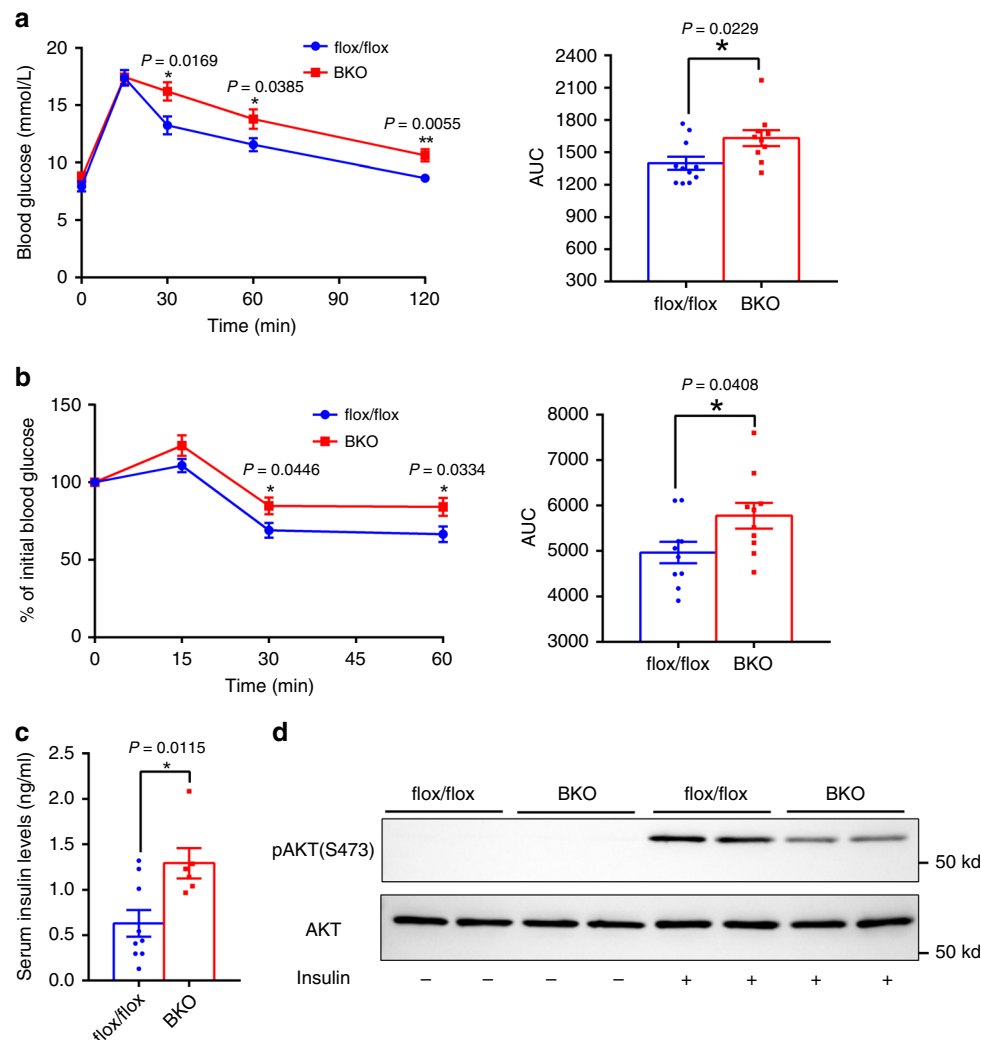 a
20
15
10
5
0
Blood glucose (mmol/L)
flox/flox
BKO
P = 0.0169
*
P = 0.0385
*
P = 0.0055
**
0 30 60 90 120
Time (min)
P = 0.0229
*
2400
2100
1800
1500
1200
900
600
300
AUC
flox/flox BKO
b
150
100
50
0
% of initial blood glucose
flox/flox
BKO
P = 0.0446
*
P = 0.0334
*
0 15 30 45 60
Time (min)
P = 0.0408
*
8000
7000
6000
5000
4000
3000
AUC
flox/flox BKO
c
2.5
2.0
1.5
1.0
0.5
0.0
Serum insulin levels (ng/ml)
P = 0.0115
*
flox/flox
BKO
d
flox/flox BKO flox/flox BKO
pAKT(S473)
50 kd
AKT
50 kd
Insulin – – – – + + + +